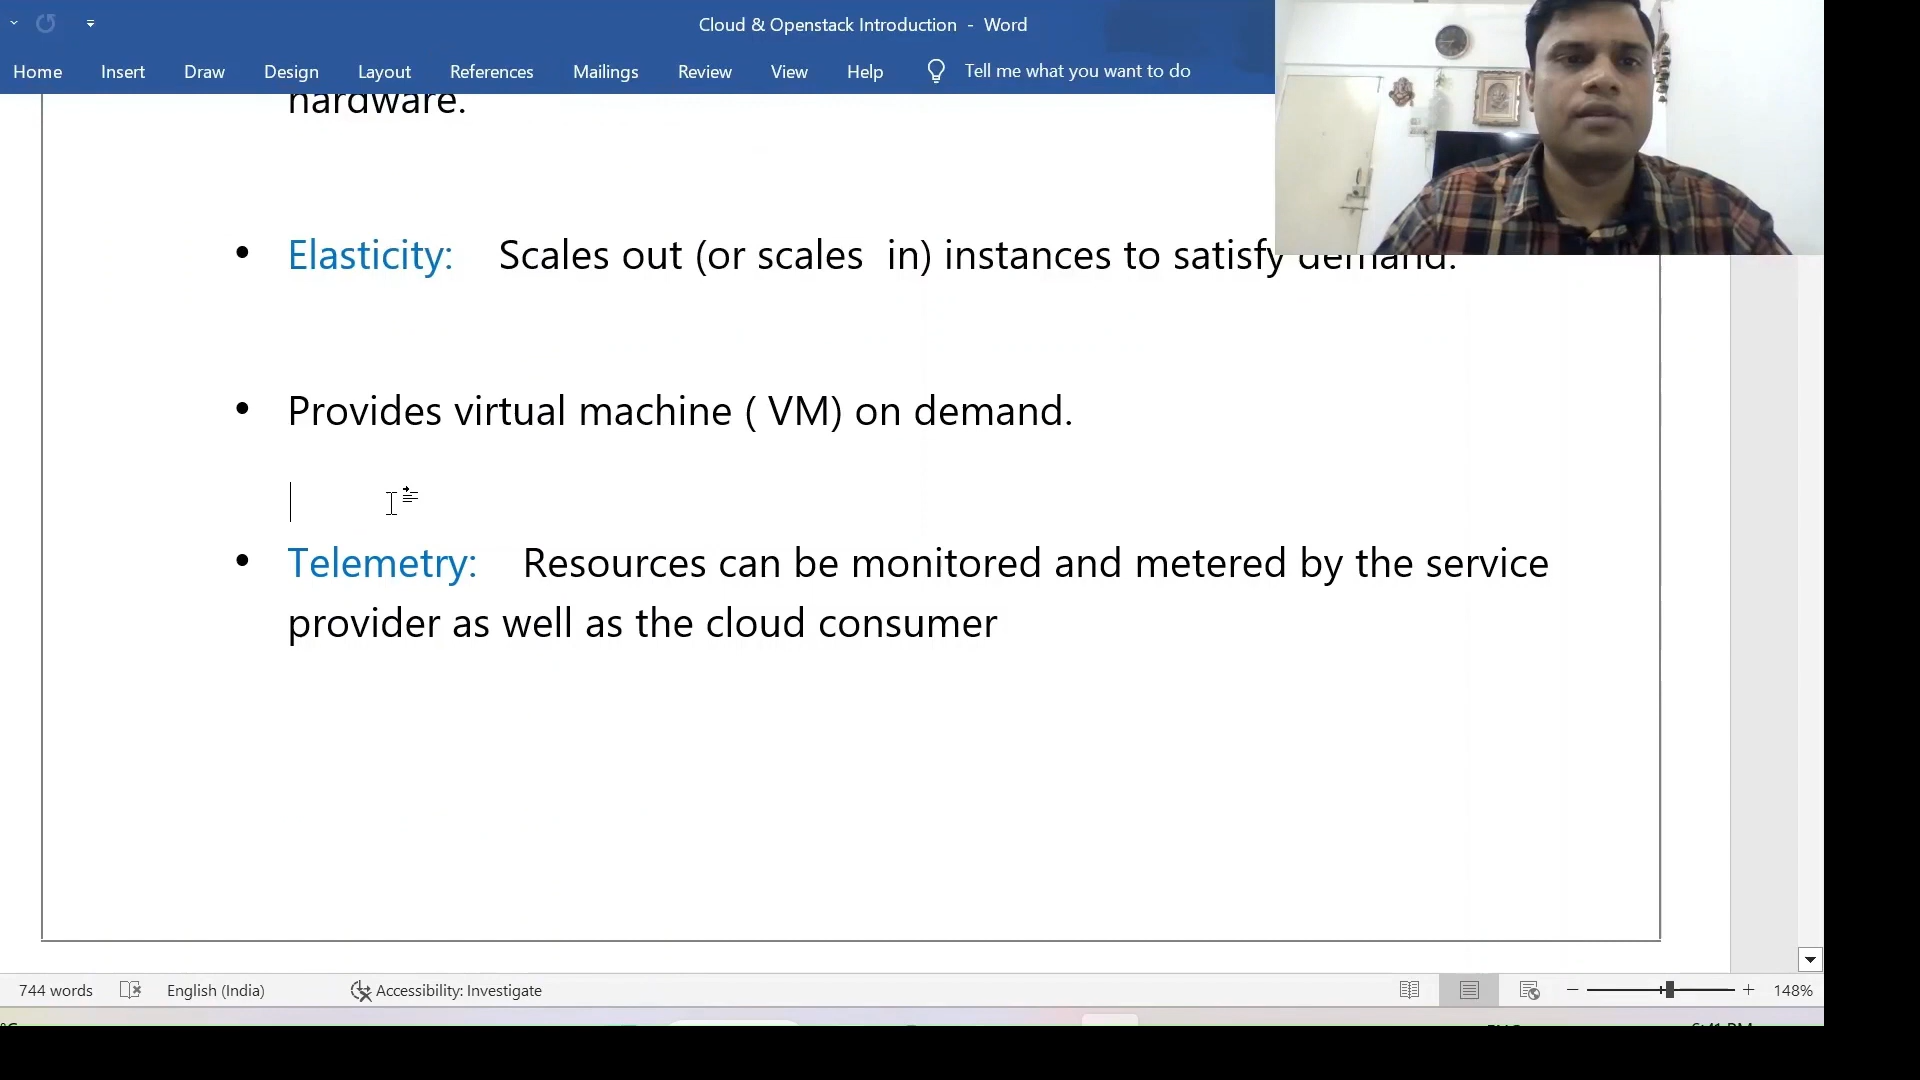 Cloud & Openstack Introduction - Word
Home Insert Draw Design Layout References Mailings Review View Help Tell me what you want to do
hardware.
• Elasticity: Scales out (or scales in) instances to satisfy demand.
• Provides virtual machine ( VM) on demand.
• Telemetry: Resources can be monitored and metered by the service
provider as well as the cloud consumer
744 words English (India) Accessibility: Investigate 148%